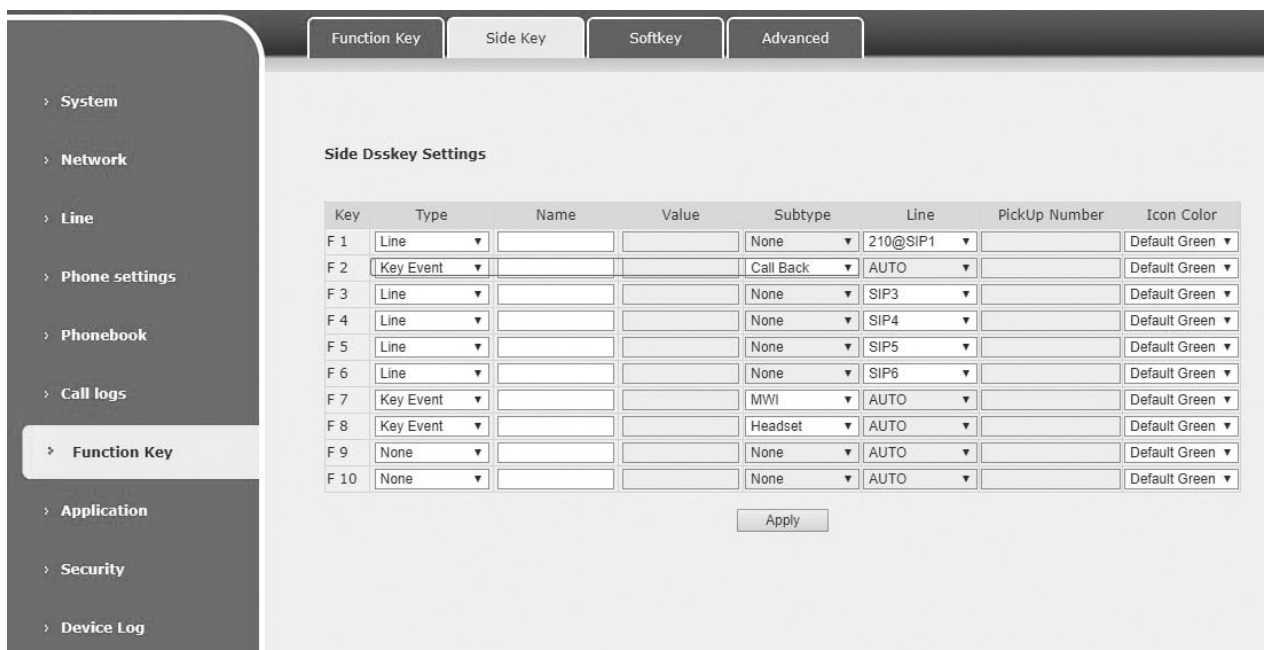 Function Key Side Key Softkey Advanced
System
Network
Line
Phone settings
Phonebook
Call logs
Function Key
Application
Security
Device Log
Side Dsskey Settings
Key Type Name Value Subtype Line PickUp Number Icon Color
F 1 Line None 210@SIP1 Default Green
F 2 Key Event Call Back AUTO Default Green
F 3 Line None SIP3 Default Green
F 4 Line None SIP4 Default Green
F 5 Line None SIP5 Default Green
F 6 Line None SIP6 Default Green
F 7 Key Event MWI AUTO Default Green
F 8 Key Event Headset AUTO Default Green
F 9 None None AUTO Default Green
F 10 None None AUTO Default Green
Apply